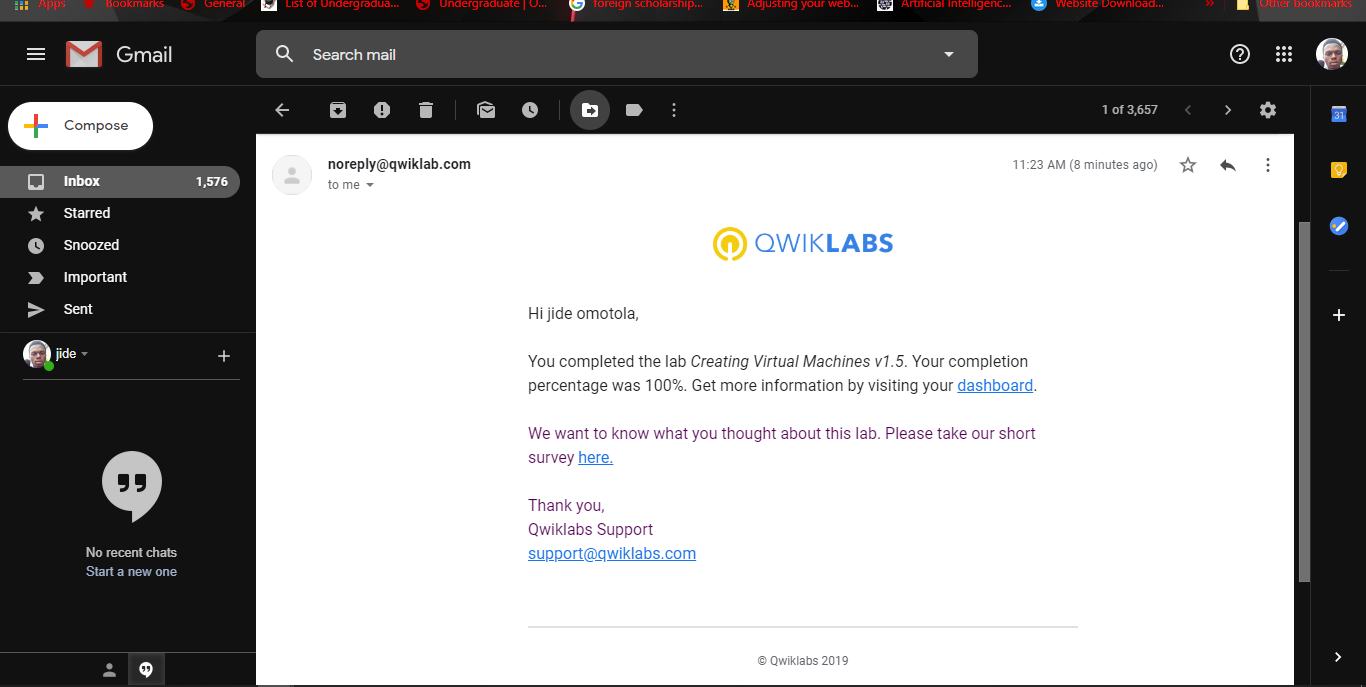 Apps Bookmarks General List of Undergradua... Undergraduate | O... foreign scholarship... Adjusting your web... Artificial Intelligenc... Website Download... » Other bookmarks
Gmail
Search mail
Compose
1 of 3,657
31
Inbox 1,576
Starred
Snoozed
Important
Sent
jide
No recent chats
Start a new one
noreply@qwiklab.com
11:23 AM (8 minutes ago)
to me
QWIKLABS
Hi jide omotola,
You completed the lab Creating Virtual Machines v1.5. Your completion
percentage was 100%. Get more information by visiting your dashboard.
We want to know what you thought about this lab. Please take our short
survey here.
Thank you,
Qwiklabs Support
support@qwiklabs.com
© Qwiklabs 2019